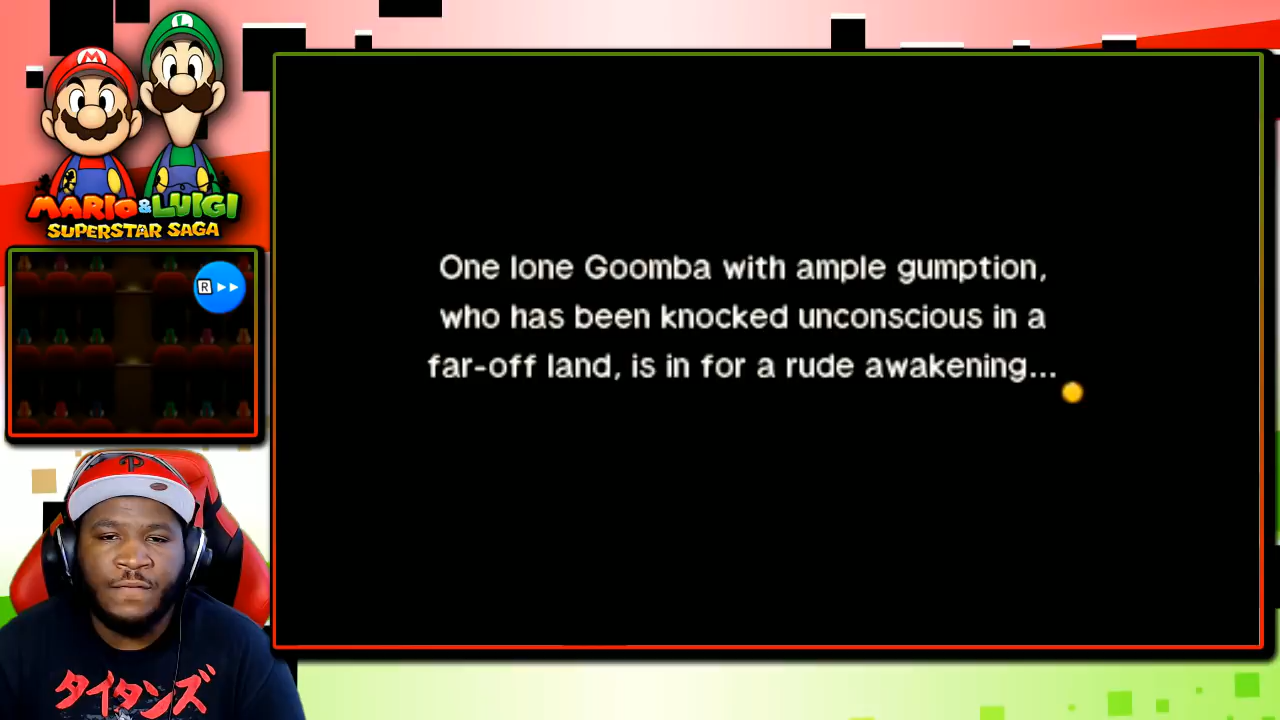 M
L
MARIO&LUIGI
SUPERSTAR SAGA
R
One lone Goomba with ample gumption,
who has been knocked unconscious in a
far-off land, is in for a rude awakening...
P
タイタンズ